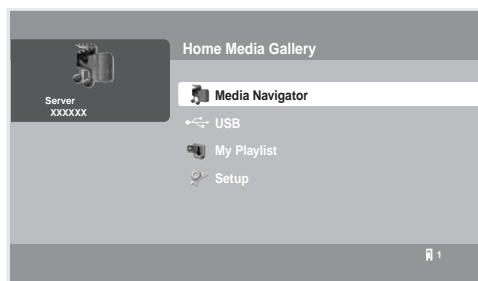 Home Media Gallery
Server
XXXXXX
Media Navigator
USB
My Playlist
Setup
1